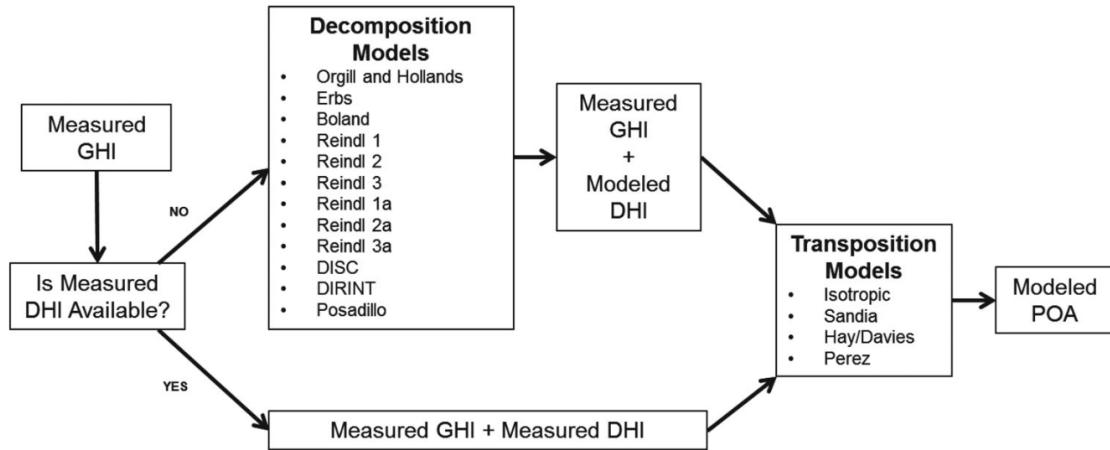 Measured
GHI
Is Measured
DHI Available?
NO
YES
Decomposition
Models
• Orgill and Hollands
• Erbs
• Boland
• Reindl 1
• Reindl 2
• Reindl 3
• Reindl 1a
• Reindl 2a
• Reindl 3a
• DISC
• DIRINT
• Posadillo
Measured
GHI
+
Modeled
DHI
Measured GHI + Measured DHI
Transposition
Models
• Isotropic
• Sandia
• Hay/Davies
• Perez
Modeled
POA